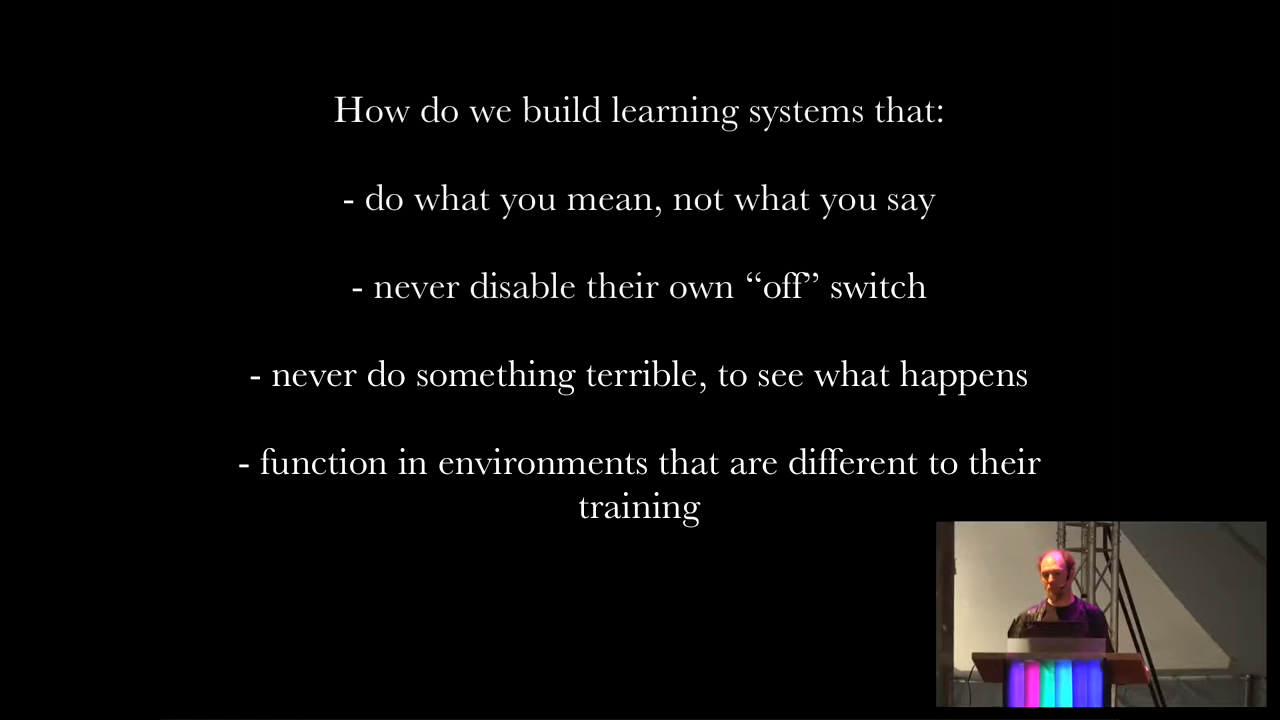 How do we build learning systems that:
- do what you mean, not what you say
- never disable their own “off” switch
- never do something terrible, to see what happens
- function in environments that are different to their
training